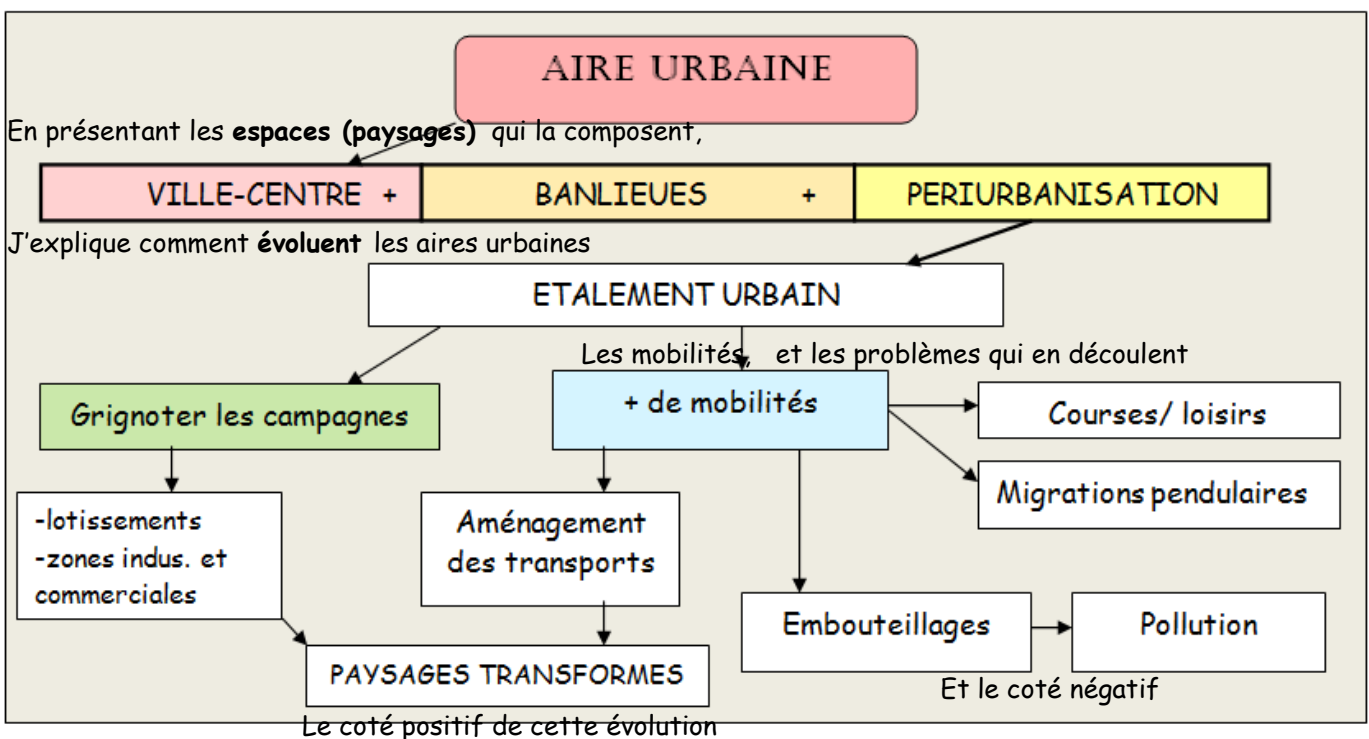 AIRE URBAINE
En présentant les espaces (paysages) qui la composent,
VILLE-CENTRE +
BANLIEUES +
PERIURBANISATION
J'explique comment évoluent les aires urbaines
ETALEMENT URBAIN
Les mobilités, et les problèmes qui en découlent
Grignoter les campagnes
+ de mobilités
Courses/ loisirs
Migrations pendulaires
-lotissements
-zones indus. et
commerciales
Aménagement
des transports
Embouteillages
Pollution
PAYSAGES TRANSFORMES
Et le coté négatif
Le coté positif de cette évolution